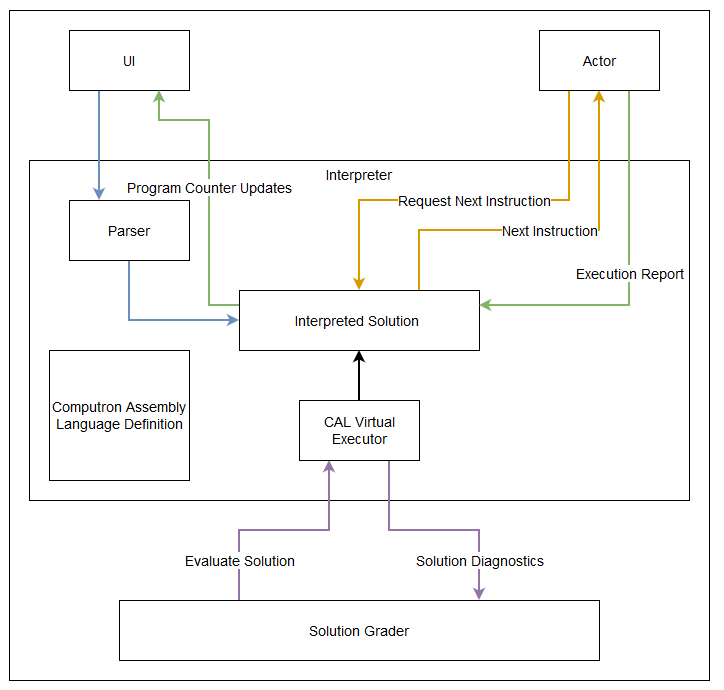 UI
Actor
Interpreter
Program Counter Updates
Request Next Instruction
Parser
Next Instruction
Execution Report
Interpreted Solution
Computron Assembly
Language Definition
CAL Virtual
Executor
Evaluate Solution
Solution Diagnostics
Solution Grader